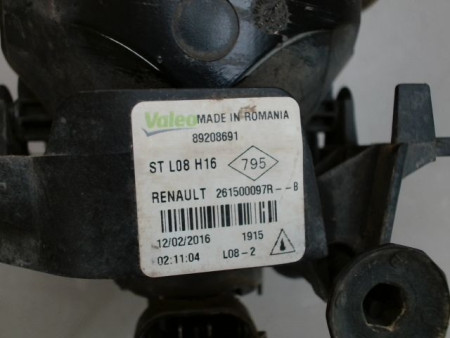 Valeo MADE IN ROMANIA
89208691
ST L08 H16 795
RENAULT 261500097R--B
12/02/2016 1915
02:11:04 L08-2